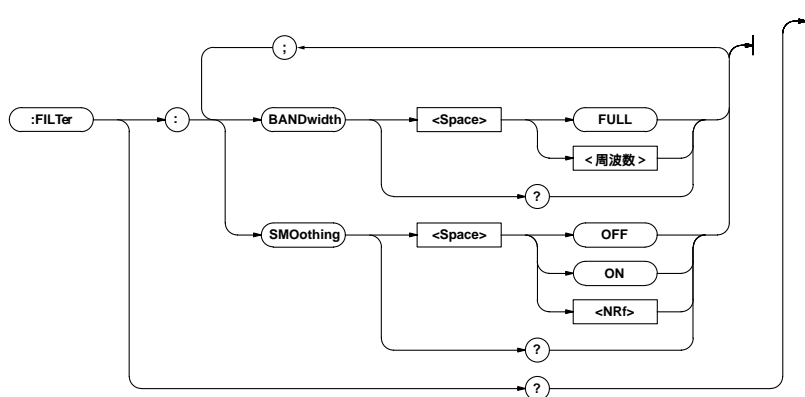 ;
:FILTer
:
BANDwidth
<Space>
FULL
<周波数>
?
SMOothing
<Space>
OFF
ON
<NRf>
?
?